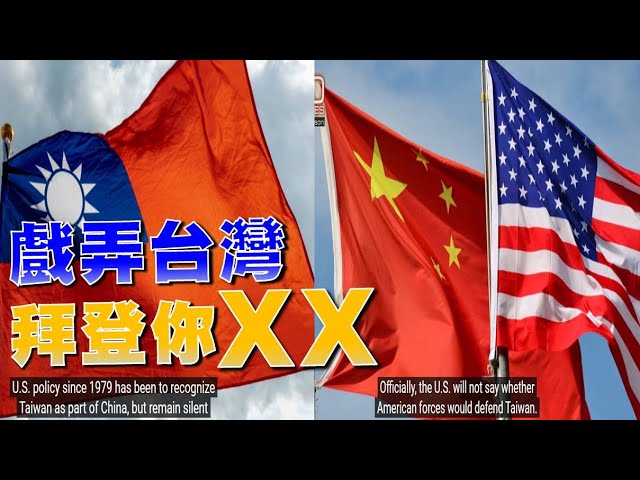 戲弄台灣
拜登你XX
U.S. policy since 1979 has been to recognize
Taiwan as part of China, but remain silent
Officially, the U.S. will not say whether
American forces would defend Taiwan.